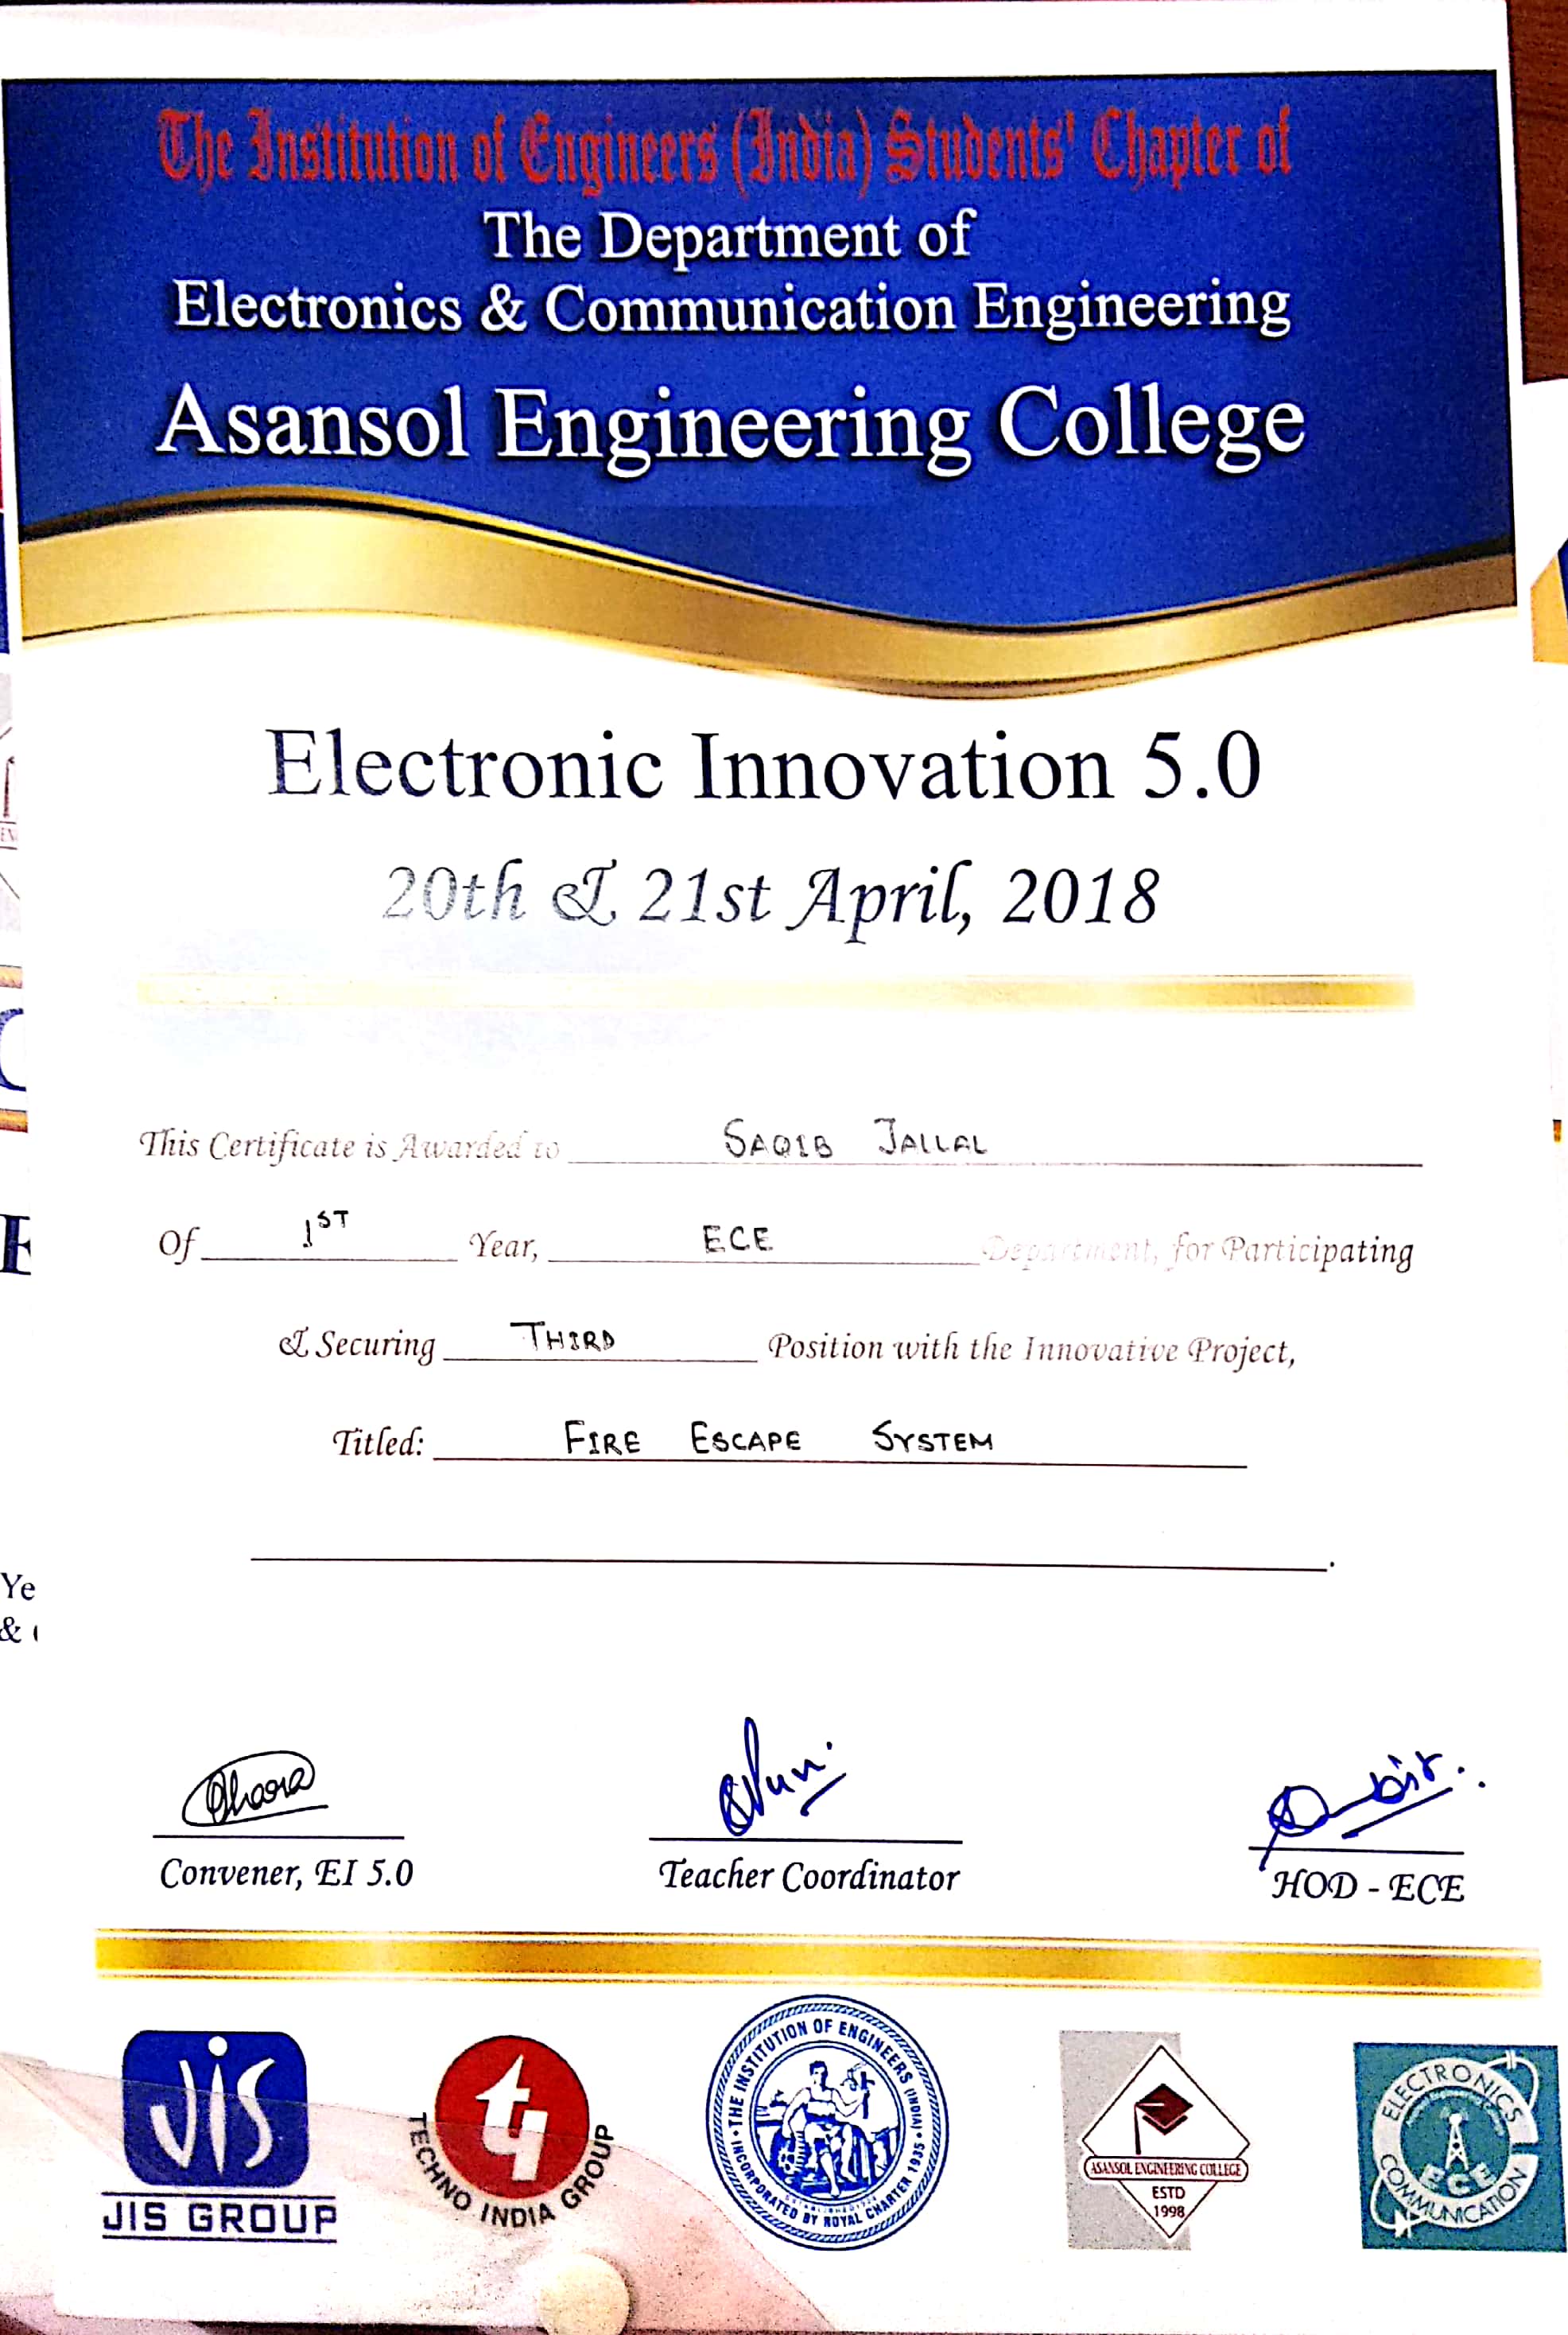 The Institution of Engineers (India) Students' Chapter of
The Department of
Electronics & Communication Engineering
Asansol Engineering College
Electronic Innovation 5.0
20th & 21st April, 2018
This Certificate is Awarded to SAQIB JALLAL
Of 1ST Year, ECE Department, for Participating
& Securing THIRD Position with the Innovative Project,
Titled: FIRE ESCAPE SYSTEM
.
Ye
&
Convener, EI 5.0 Teacher Coordinator HOD - ECE
JIS
JIS GROUP
TECHNO INDIA GROUP
THE INSTITUTION OF ENGINEERS (INDIA)
INCORPORATED BY ROYAL CHARTER 1935
ASANSOL ENGINEERING COLLEGE
ESTD
1998
ELECTRONICS
ECE
COMMUNICATION